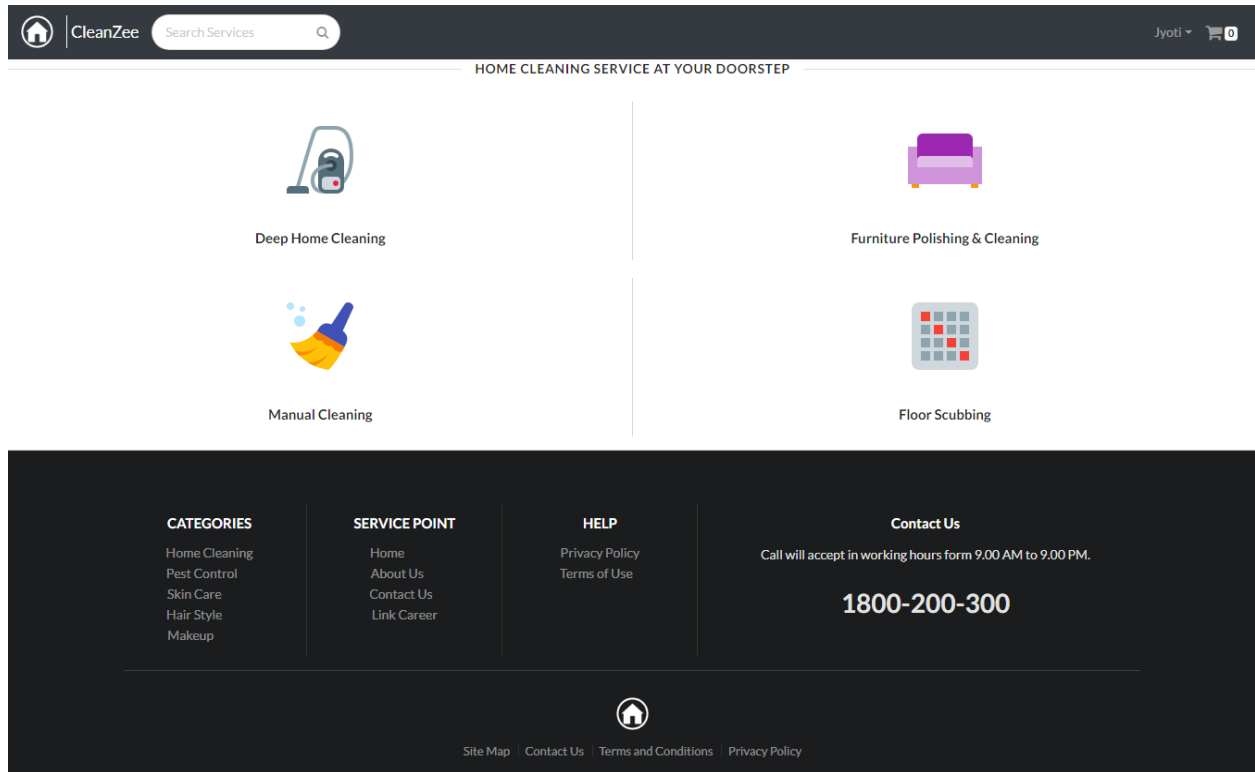 CleanZee Search Services Jyoti 0
HOME CLEANING SERVICE AT YOUR DOORSTEP
Deep Home Cleaning
Furniture Polishing & Cleaning
Manual Cleaning
Floor Scubbing
CATEGORIES
Home Cleaning
Pest Control
Skin Care
Hair Style
Makeup
SERVICE POINT
Home
About Us
Contact Us
Link Career
HELP
Privacy Policy
Terms of Use
Contact Us
Call will accept in working hours form 9.00 AM to 9.00 PM.
1800-200-300
Site Map | Contact Us | Terms and Conditions | Privacy Policy